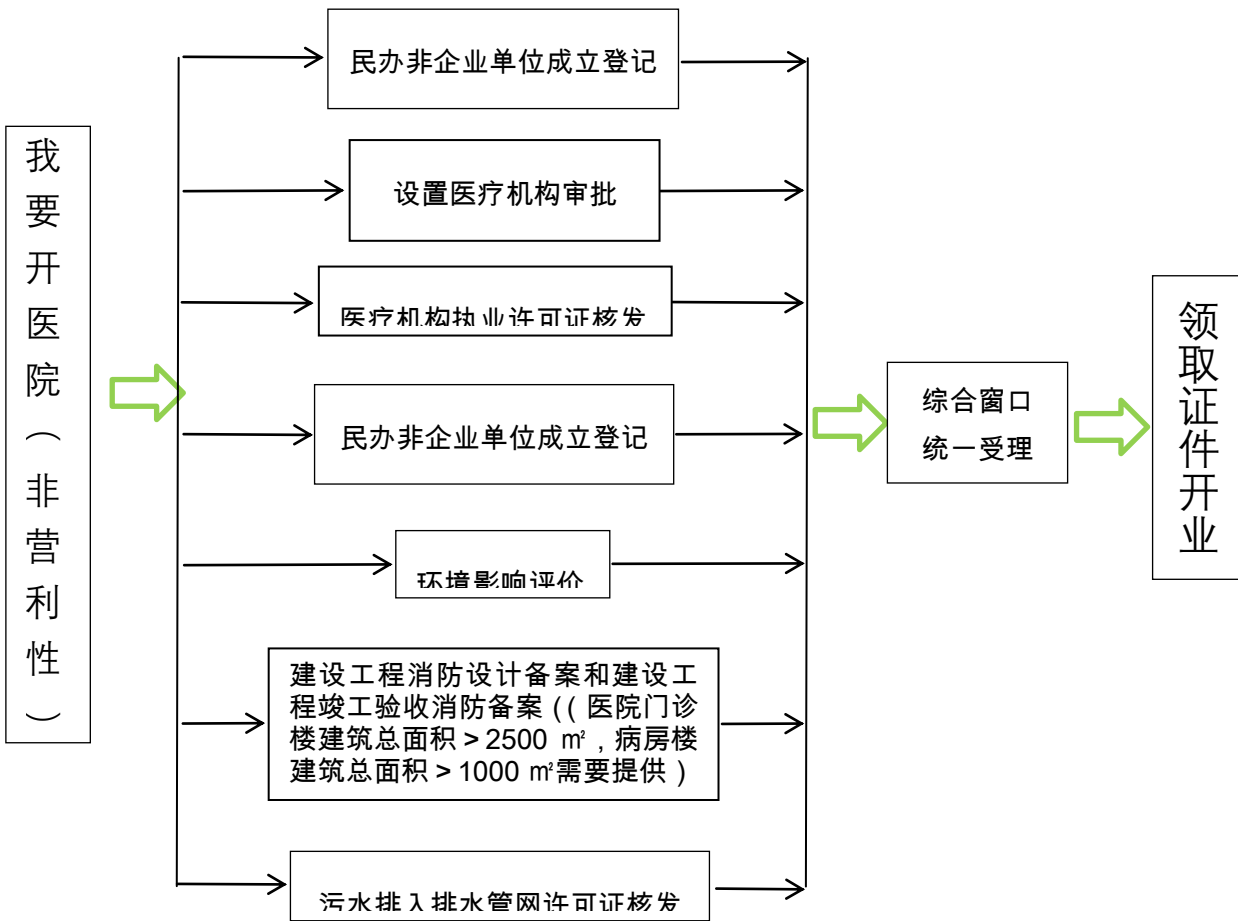 我要开医院（非营利性）
民办非企业单位成立登记
设置医疗机构审批
医疗机构执业许可证核发
民办非企业单位成立登记
环境影响评价
建设工程消防设计备案和建设工
程竣工验收消防备案((医院门诊
楼建筑总面积>2500 ㎡,病房楼
建筑总面积>1000 ㎡需要提供)
污水排入排水管网许可证核发
综合窗口
统一受理
领取证件开业